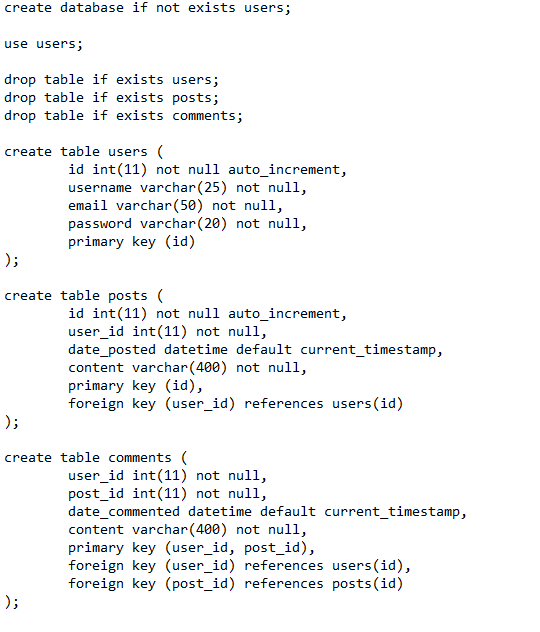 create database if not exists users;
use users;
drop table if exists users;
drop table if exists posts;
drop table if exists comments;
create table users (
id int(11) not null auto_increment,
username varchar(25) not null,
email varchar(50) not null,
password varchar(20) not null,
primary key (id)
);
create table posts (
id int(11) not null auto_increment,
user_id int(11) not null,
date_posted datetime default current_timestamp,
content varchar(400) not null,
primary key (id),
foreign key (user_id) references users(id)
);
create table comments (
user_id int(11) not null,
post_id int(11) not null,
date_commented datetime default current_timestamp,
content varchar(400) not null,
primary key (user_id, post_id),
foreign key (user_id) references users(id),
foreign key (post_id) references posts(id)
);